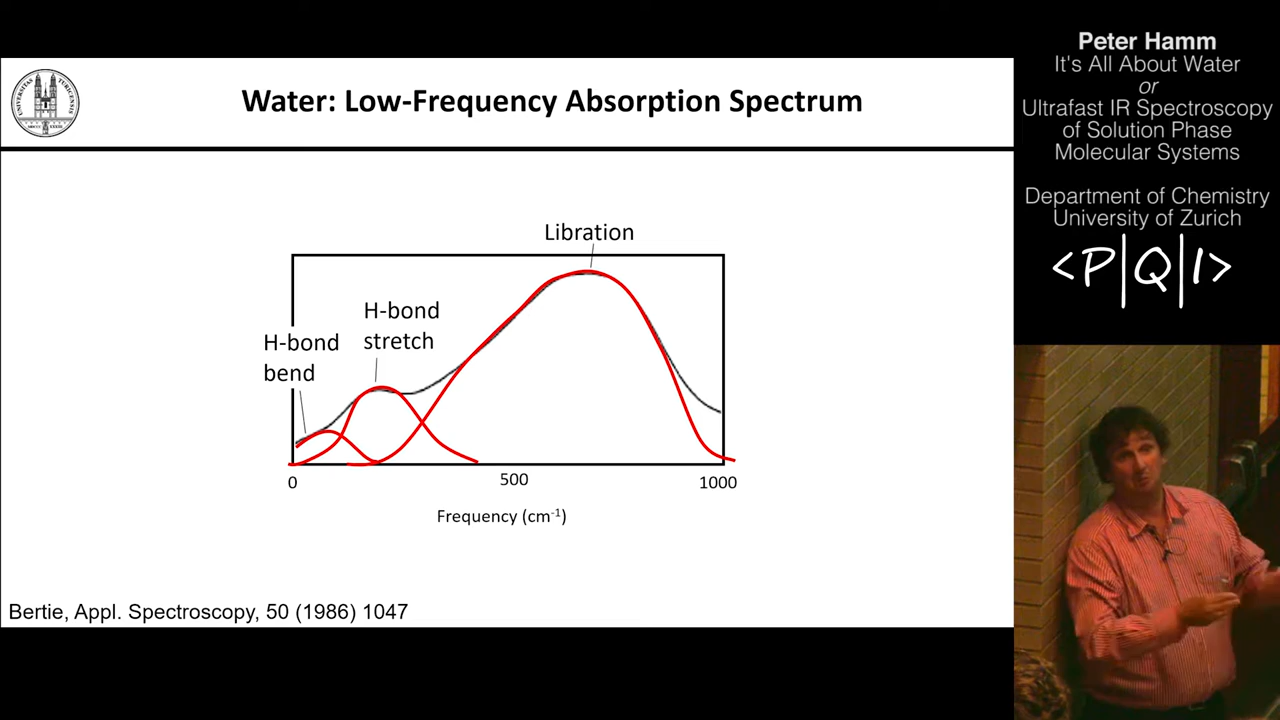 Water: Low-Frequency Absorption Spectrum
Libration
H-bond
stretch
H-bond
bend
0
500
1000
Frequency (cm-1)
Bertie, Appl. Spectroscopy, 50 (1986) 1047
Peter Hamm
It's All About Water
or
Ultrafast IR Spectroscopy
of Solution Phase
Molecular Systems
Department of Chemistry
University of Zurich
<P|Q|I>